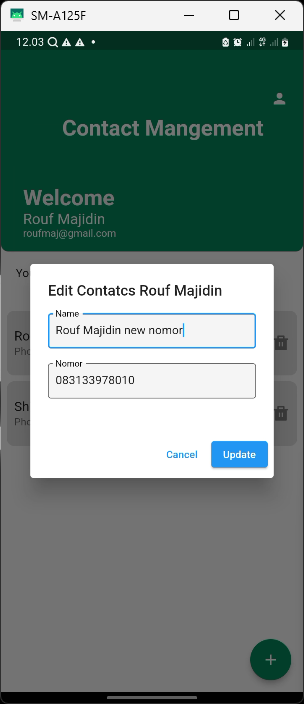 SM-A125F
12.03
Contact Mangement
Welcome
Rouf Majidin
roufmaj@gmail.com
Yo
Edit Contatcs Rouf Majidin
Name
Rouf Majidin new nomor
Ro
Pho
Nomor
083133978010
Sh
Pho
Cancel
Update
+